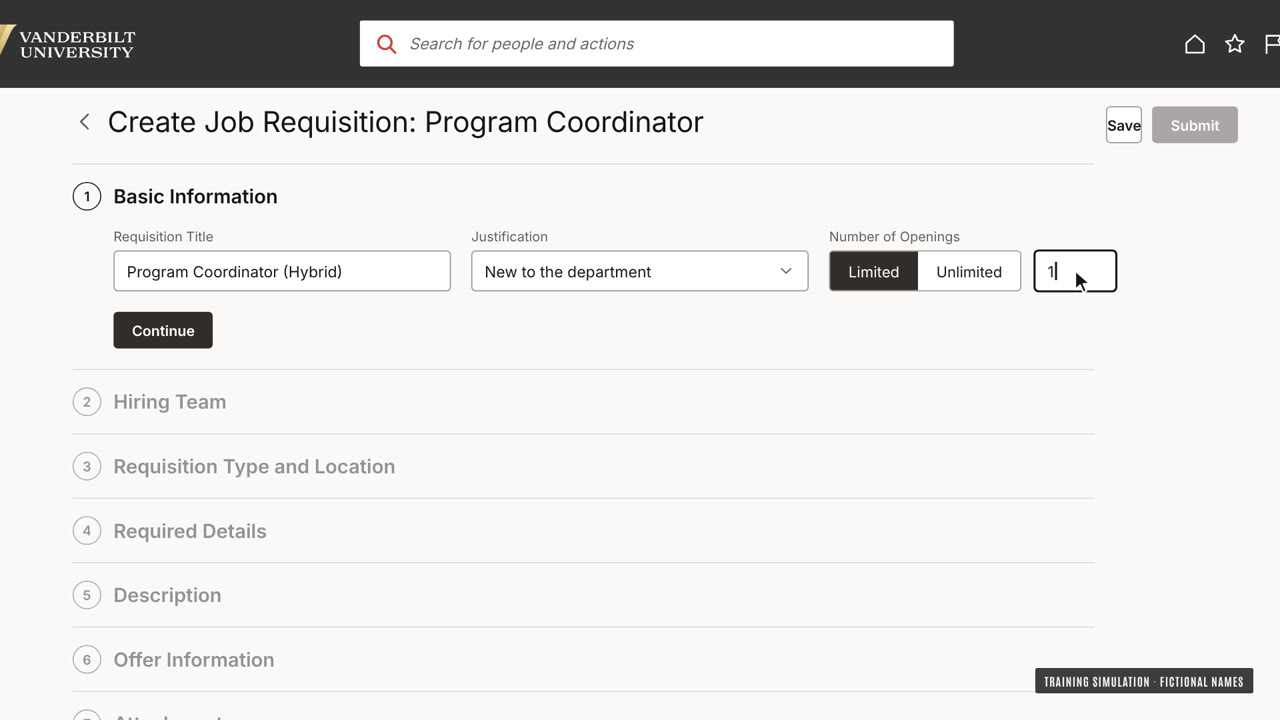 VANDERBILT
UNIVERSITY
Search for people and actions
Create Job Requisition: Program Coordinator
Save
Submit
1
Basic Information
Requisition Title
Justification
Number of Openings
Program Coordinator (Hybrid)
New to the department
Limited
Unlimited
1
Continue
2
Hiring Team
3
Requisition Type and Location
4
Required Details
5
Description
6
Offer Information
TRAINING SIMULATION · FICTIONAL NAMES